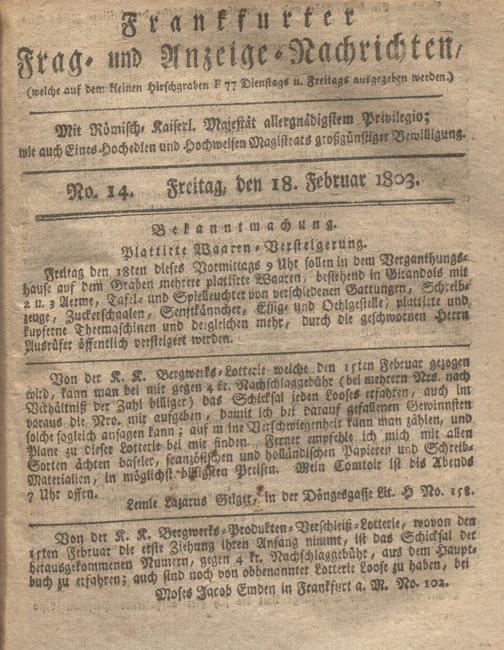 Frankfurter
Frag- und Anzeige-Nachrichten,
(welche auf dem kleinen Hirschgraben F 77 Dienstags u. Freitags ausgegeben werden.)
Mit Römisch-Kaiserl. Majestät allergnädigstem Privilegio;
wie auch Eines Hochedlen und Hochweisen Magistrats großgünstiger Bewilligung.
No. 14. Freitag, den 18. Februar 1803.
Bekanntmachung.
Plattirte Waaren-Versteigerung.
Freitag den 18ten dieses Vormittags 9 Uhr sollen in dem Verganthungs-
hause auf dem Graben mehrere plattirte Waaren, bestehend in Girandols mit
2 u. 3 Aerme, Tafel- und Spielleuchter von verschiedenen Gattungen, Schreib-
zeuge, Zuckerschaalen, Senftkänncher, Essig- und Oehlgestelle, plattirte und
kupferne Theemaschinen und dergleichen mehr, durch die geschwornen Herrn
Ausrüfer öffentlich versteigert werden.
Von der K. K. Bergwerks-Lotterie welche den 15ten Februar gezogen
wird, kann man bei mir gegen 4 kr. Nachschlaggebühr (bei mehrern Nrs. nach
Verhältniß der Zahl billiger) das Schicksal jeden Looses erfahren, auch im
voraus die Nro. mir aufgeben, damit ich bei darauf gefallenen Gewinnsten
solche sogleich ansagen kann; auf meine Verschwiegenheit kann man zählen, und
Plane zu dieser Lotterie bei mir finden. Ferner empfehle ich mich mit allen
Sorten ächten baseler, französischen und holländischen Papieren und Schreib-
Materialien, in möglichst billigsten Preisen. Mein Comtoir ist bis Abends
7 Uhr offen.
Lemle Lazarus Geiger, in der Döngesgasse Lit. H No. 158.
Von der K. K. Bergwerks-Produkten-Verschleiß-Lotterie, wovon den
15ten Februar die erste Ziehung ihren Anfang nimmt, ist das Schicksal der
herausgekommenen Numern, gegen 4 kr. Nachschlaggebühr, aus dem Haupt-
buch zu erfahren; auch sind noch von obbenannter Lotterie Loose zu haben, bei
Moses Jacob Emden in Frankfurt a. M. No. 102.